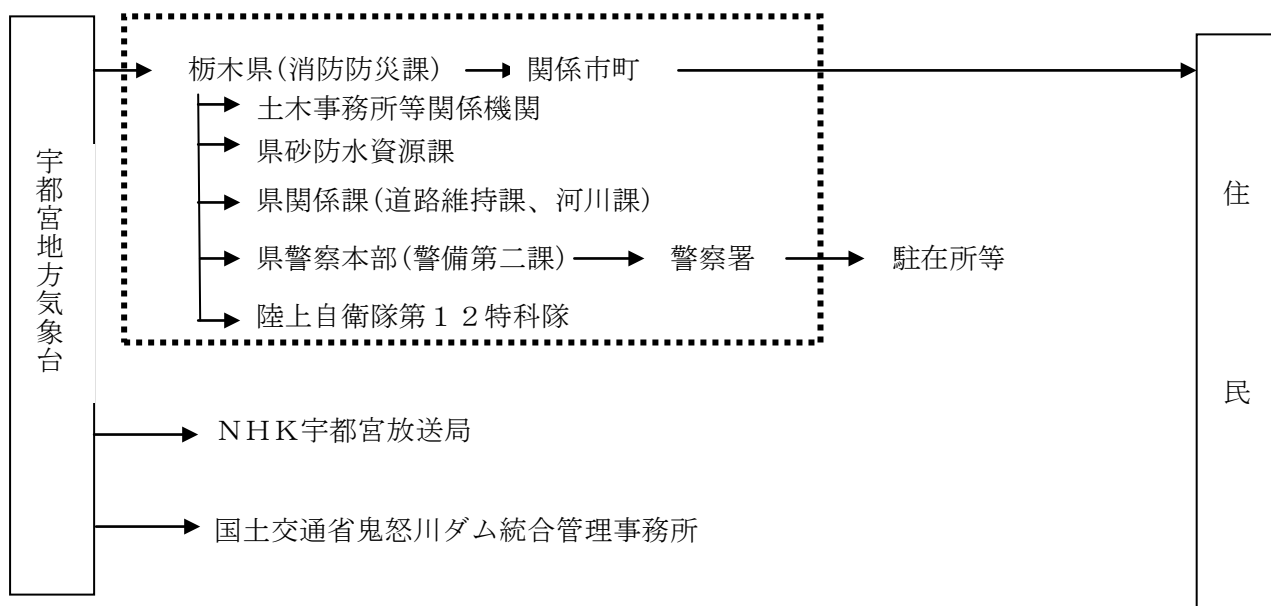 宇都宮地方気象台
栃木県(消防防災課) 関係市町
土木事務所等関係機関
県砂防水資源課
県関係課(道路維持課、河川課)
県警察本部(警備第二課) 警察署 駐在所等
陸上自衛隊第12特科隊
NHK宇都宮放送局
国土交通省鬼怒川ダム統合管理事務所
住民